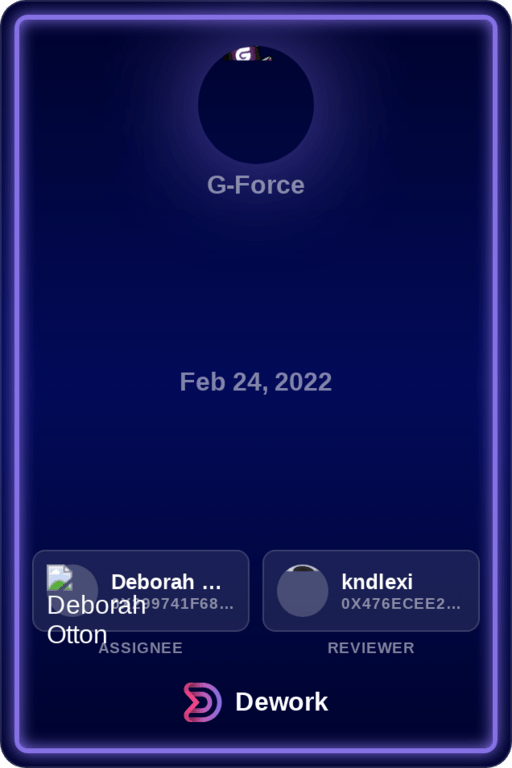 G-Force
Feb 24, 2022
Deborah ...
Deborah
Otton
kndlexi
0X476ECEE2...
ASSIGNEE
REVIEWER
Dework